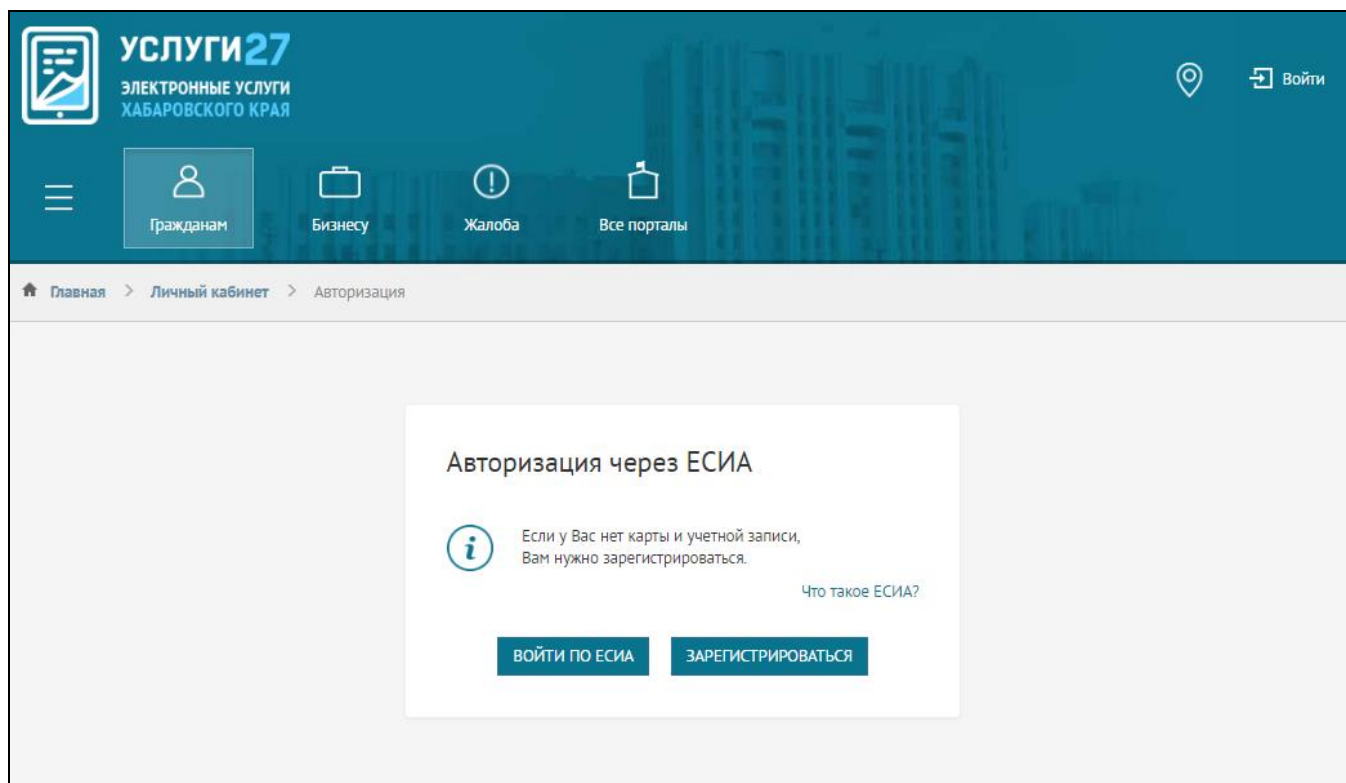 УСЛУГИ27
ЭЛЕКТРОННЫЕ УСЛУГИ
ХАБАРОВСКОГО КРАЯ
Войти
Гражданам
Бизнесу
Жалоба
Все порталы
Главная > Личный кабинет > Авторизация
Авторизация через ЕСИА
Если у Вас нет карты и учетной записи,
Вам нужно зарегистрироваться.
Что такое ЕСИА?
ВОЙТИ ПО ЕСИА
ЗАРЕГИСТРИРОВАТЬСЯ